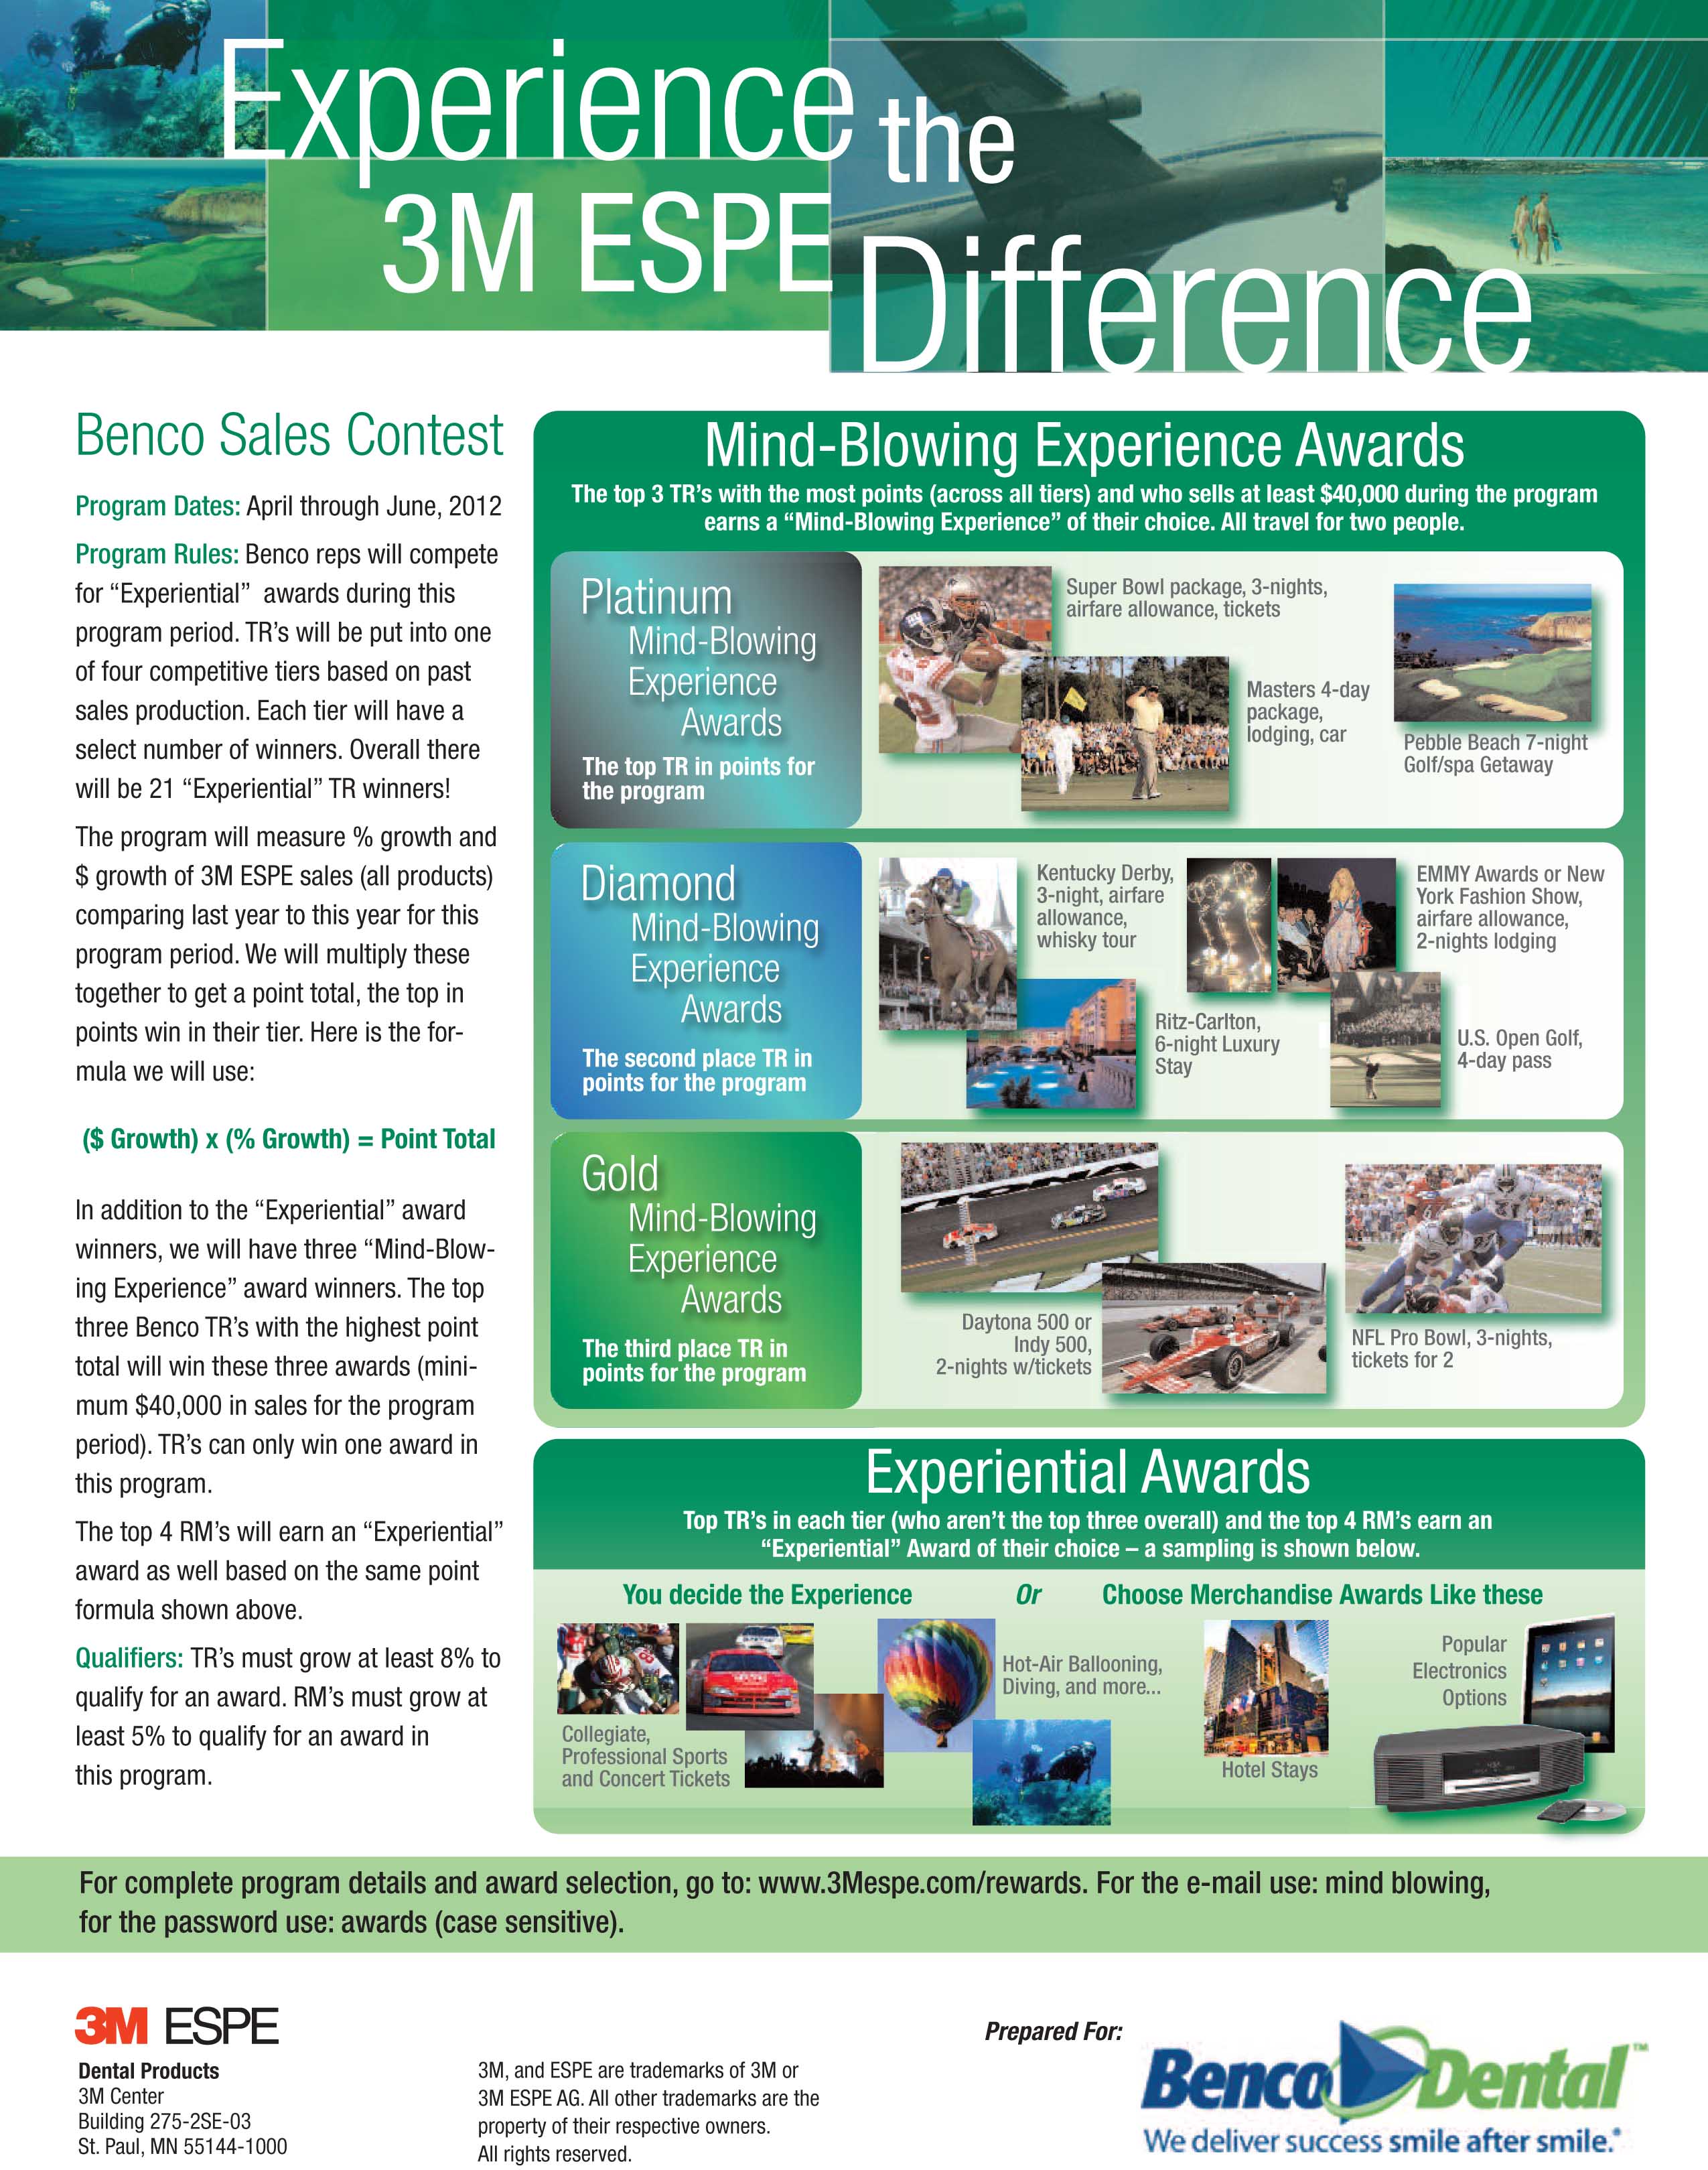 Experience the
3M ESPE
Difference
Benco Sales Contest
Program Dates: April through June, 2012
Program Rules: Benco reps will compete
for “Experiential”  awards during this
program period. TR’s will be put into one
of four competitive tiers based on past
sales production. Each tier will have a
select number of winners. Overall there
will be 21 “Experiential” TR winners!
The program will measure % growth and
$ growth of 3M ESPE sales (all products)
comparing last year to this year for this
program period. We will multiply these
together to get a point total, the top in
points win in their tier. Here is the for-
mula we will use:
($ Growth) x (% Growth) = Point Total
In addition to the “Experiential” award
winners, we will have three “Mind-Blow-
ing Experience” award winners. The top
three Benco TR’s with the highest point
total will win these three awards (mini-
mum $40,000 in sales for the program
period). TR’s can only win one award in
this program.
The top 4 RM’s will earn an “Experiential”
award as well based on the same point
formula shown above.
Qualifiers: TR’s must grow at least 8% to
qualify for an award. RM’s must grow at
least 5% to qualify for an award in
this program.
Mind-Blowing Experience Awards
The top 3 TR’s with the most points (across all tiers) and who sells at least $40,000 during the program
earns a “Mind-Blowing Experience” of their choice. All travel for two people.
Platinum
Mind-Blowing
Experience
Awards
The top TR in points for
the program
Super Bowl package, 3-nights,
airfare allowance, tickets
Masters 4-day
package,
lodging, car
Pebble Beach 7-night
Golf/spa Getaway
Diamond
Mind-Blowing
Experience
Awards
The second place TR in
points for the program
Kentucky Derby,
3-night, airfare
allowance,
whisky tour
Ritz-Carlton,
6-night Luxury
Stay
EMMY Awards or New
York Fashion Show,
airfare allowance,
2-nights lodging
U.S. Open Golf,
4-day pass
Gold
Mind-Blowing
Experience
Awards
The third place TR in
points for the program
Daytona 500 or
Indy 500,
2-nights w/tickets
NFL Pro Bowl, 3-nights,
tickets for 2
Experiential Awards
Top TR’s in each tier (who aren’t the top three overall) and the top 4 RM’s earn an
“Experiential” Award of their choice – a sampling is shown below.
You decide the Experience Or Choose Merchandise Awards Like these
Collegiate,
Professional Sports
and Concert Tickets
Hot-Air Ballooning,
Diving, and more...
Hotel Stays
Popular
Electronics
Options
For complete program details and award selection, go to: www.3Mespe.com/rewards. For the e-mail use: mind blowing,
for the password use: awards (case sensitive).
3M ESPE
Dental Products
3M Center
Building 275-2SE-03
St. Paul, MN 55144-1000
3M, and ESPE are trademarks of 3M or
3M ESPE AG. All other trademarks are the
property of their respective owners.
All rights reserved.
Prepared For:
Benco Dental™
We deliver success smile after smile.®